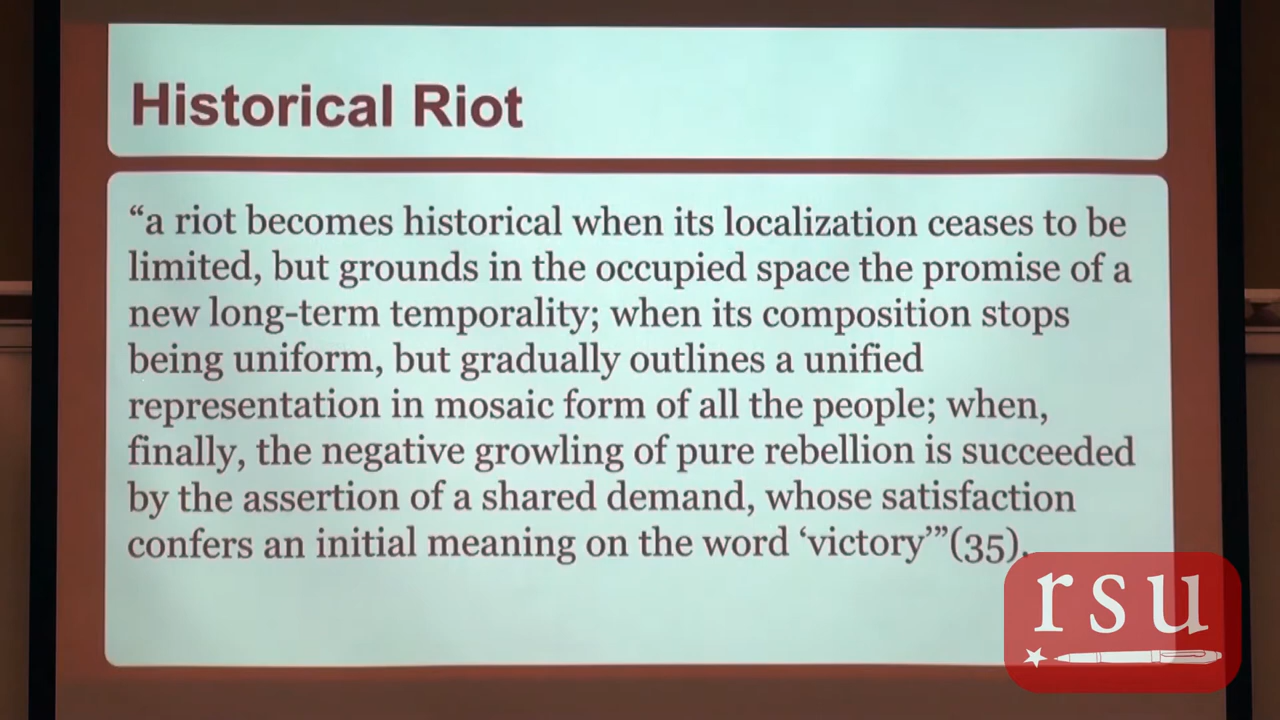 Historical Riot
“a riot becomes historical when its localization ceases to be
limited, but grounds in the occupied space the promise of a
new long-term temporality; when its composition stops
being uniform, but gradually outlines a unified
representation in mosaic form of all the people; when,
finally, the negative growling of pure rebellion is succeeded
by the assertion of a shared demand, whose satisfaction
confers an initial meaning on the word ‘victory’”(35).
rsu